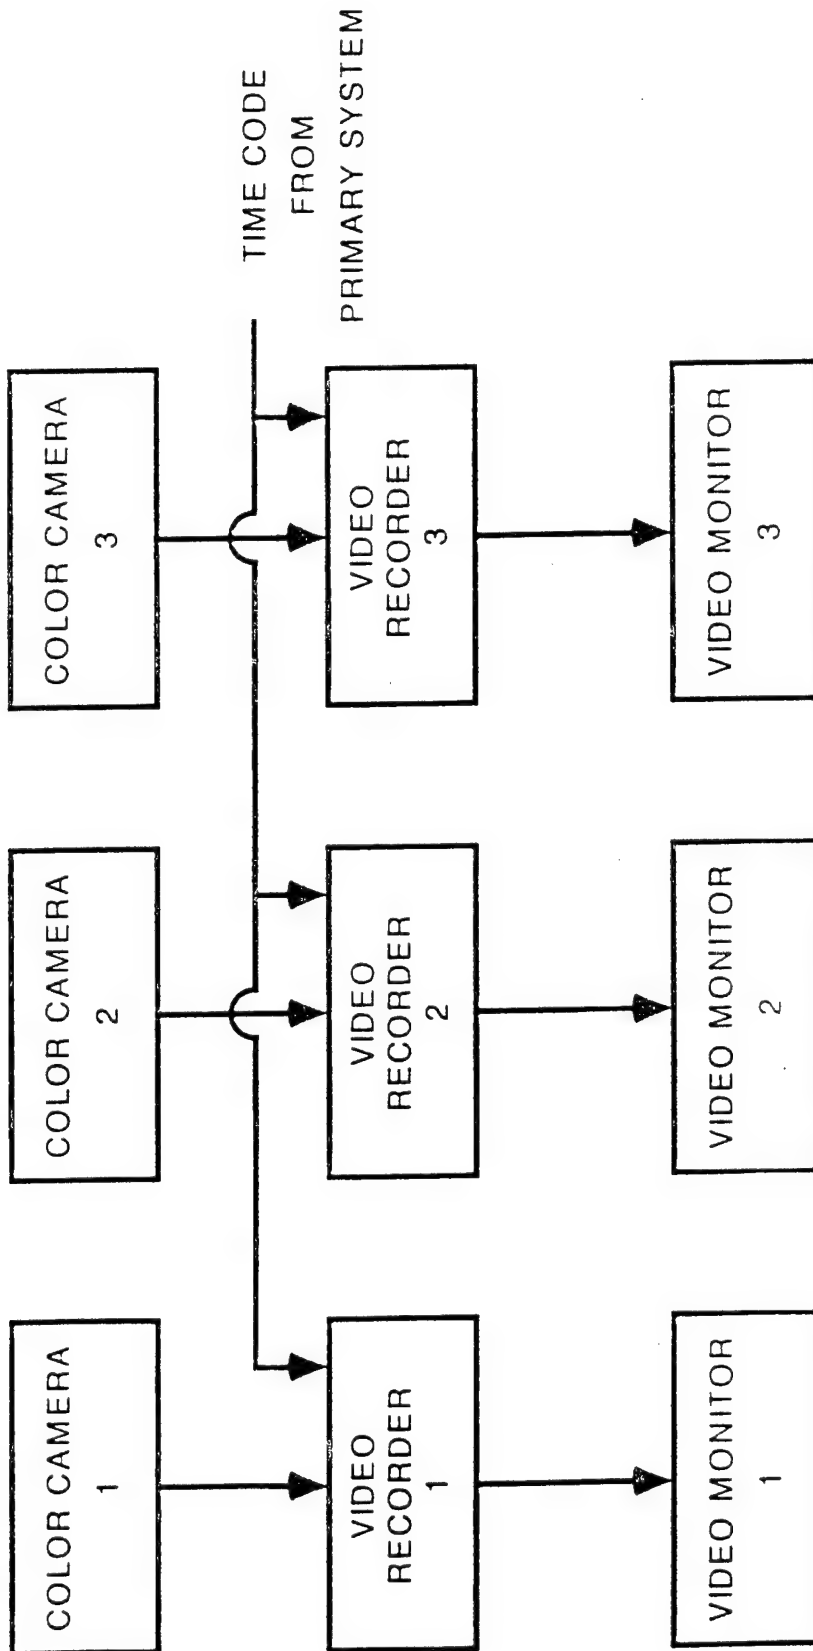 COLOR CAMERA
1
COLOR CAMERA
2
COLOR CAMERA
3
TIME CODE
FROM
PRIMARY SYSTEM
VIDEO
RECORDER
1
VIDEO
RECORDER
2
VIDEO
RECORDER
3
VIDEO MONITOR
1
VIDEO MONITOR
2
VIDEO MONITOR
3